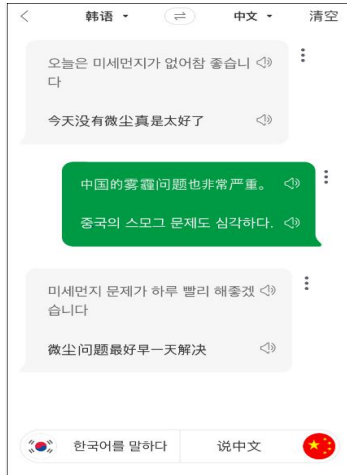 韩语 中文 清空
오늘은 미세먼지가 없어참 좋습니
다
今天没有微尘真是太好了
中国的雾霾问题也非常严重。
중국의 스모그 문제도 심각하다.
미세먼지 문제가 하루 빨리 해좋겠
습니다
微尘问题最好早一天解决
한국어를 말하다 说中文